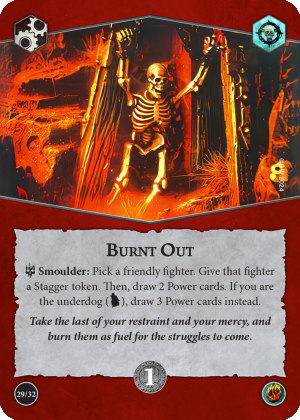 BURNT OUT
Smoulder: Pick a friendly fighter. Give that fighter
a Stagger token. Then, draw 2 Power cards. If you are
the underdog ( ), draw 3 Power cards instead.
Take the last of your restraint and your mercy, and
burn them as fuel for the struggles to come.
29/32
1